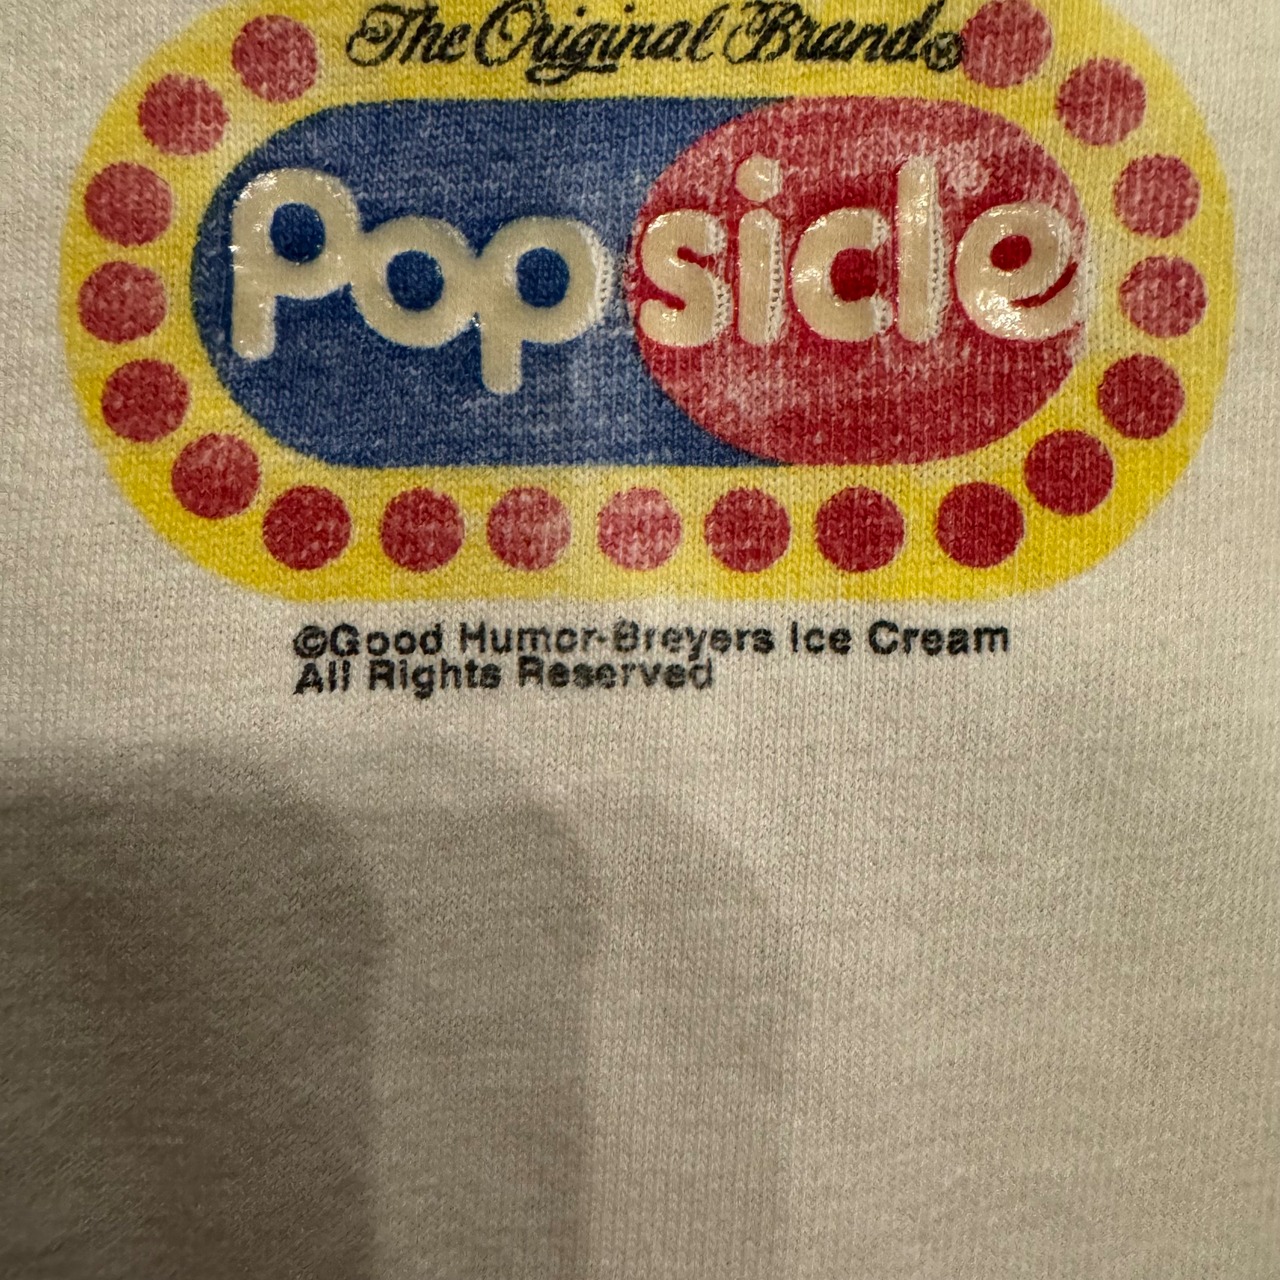 The Original Brand®
Popsicle
©Good Humor-Breyers Ice Cream
All Rights Reserved